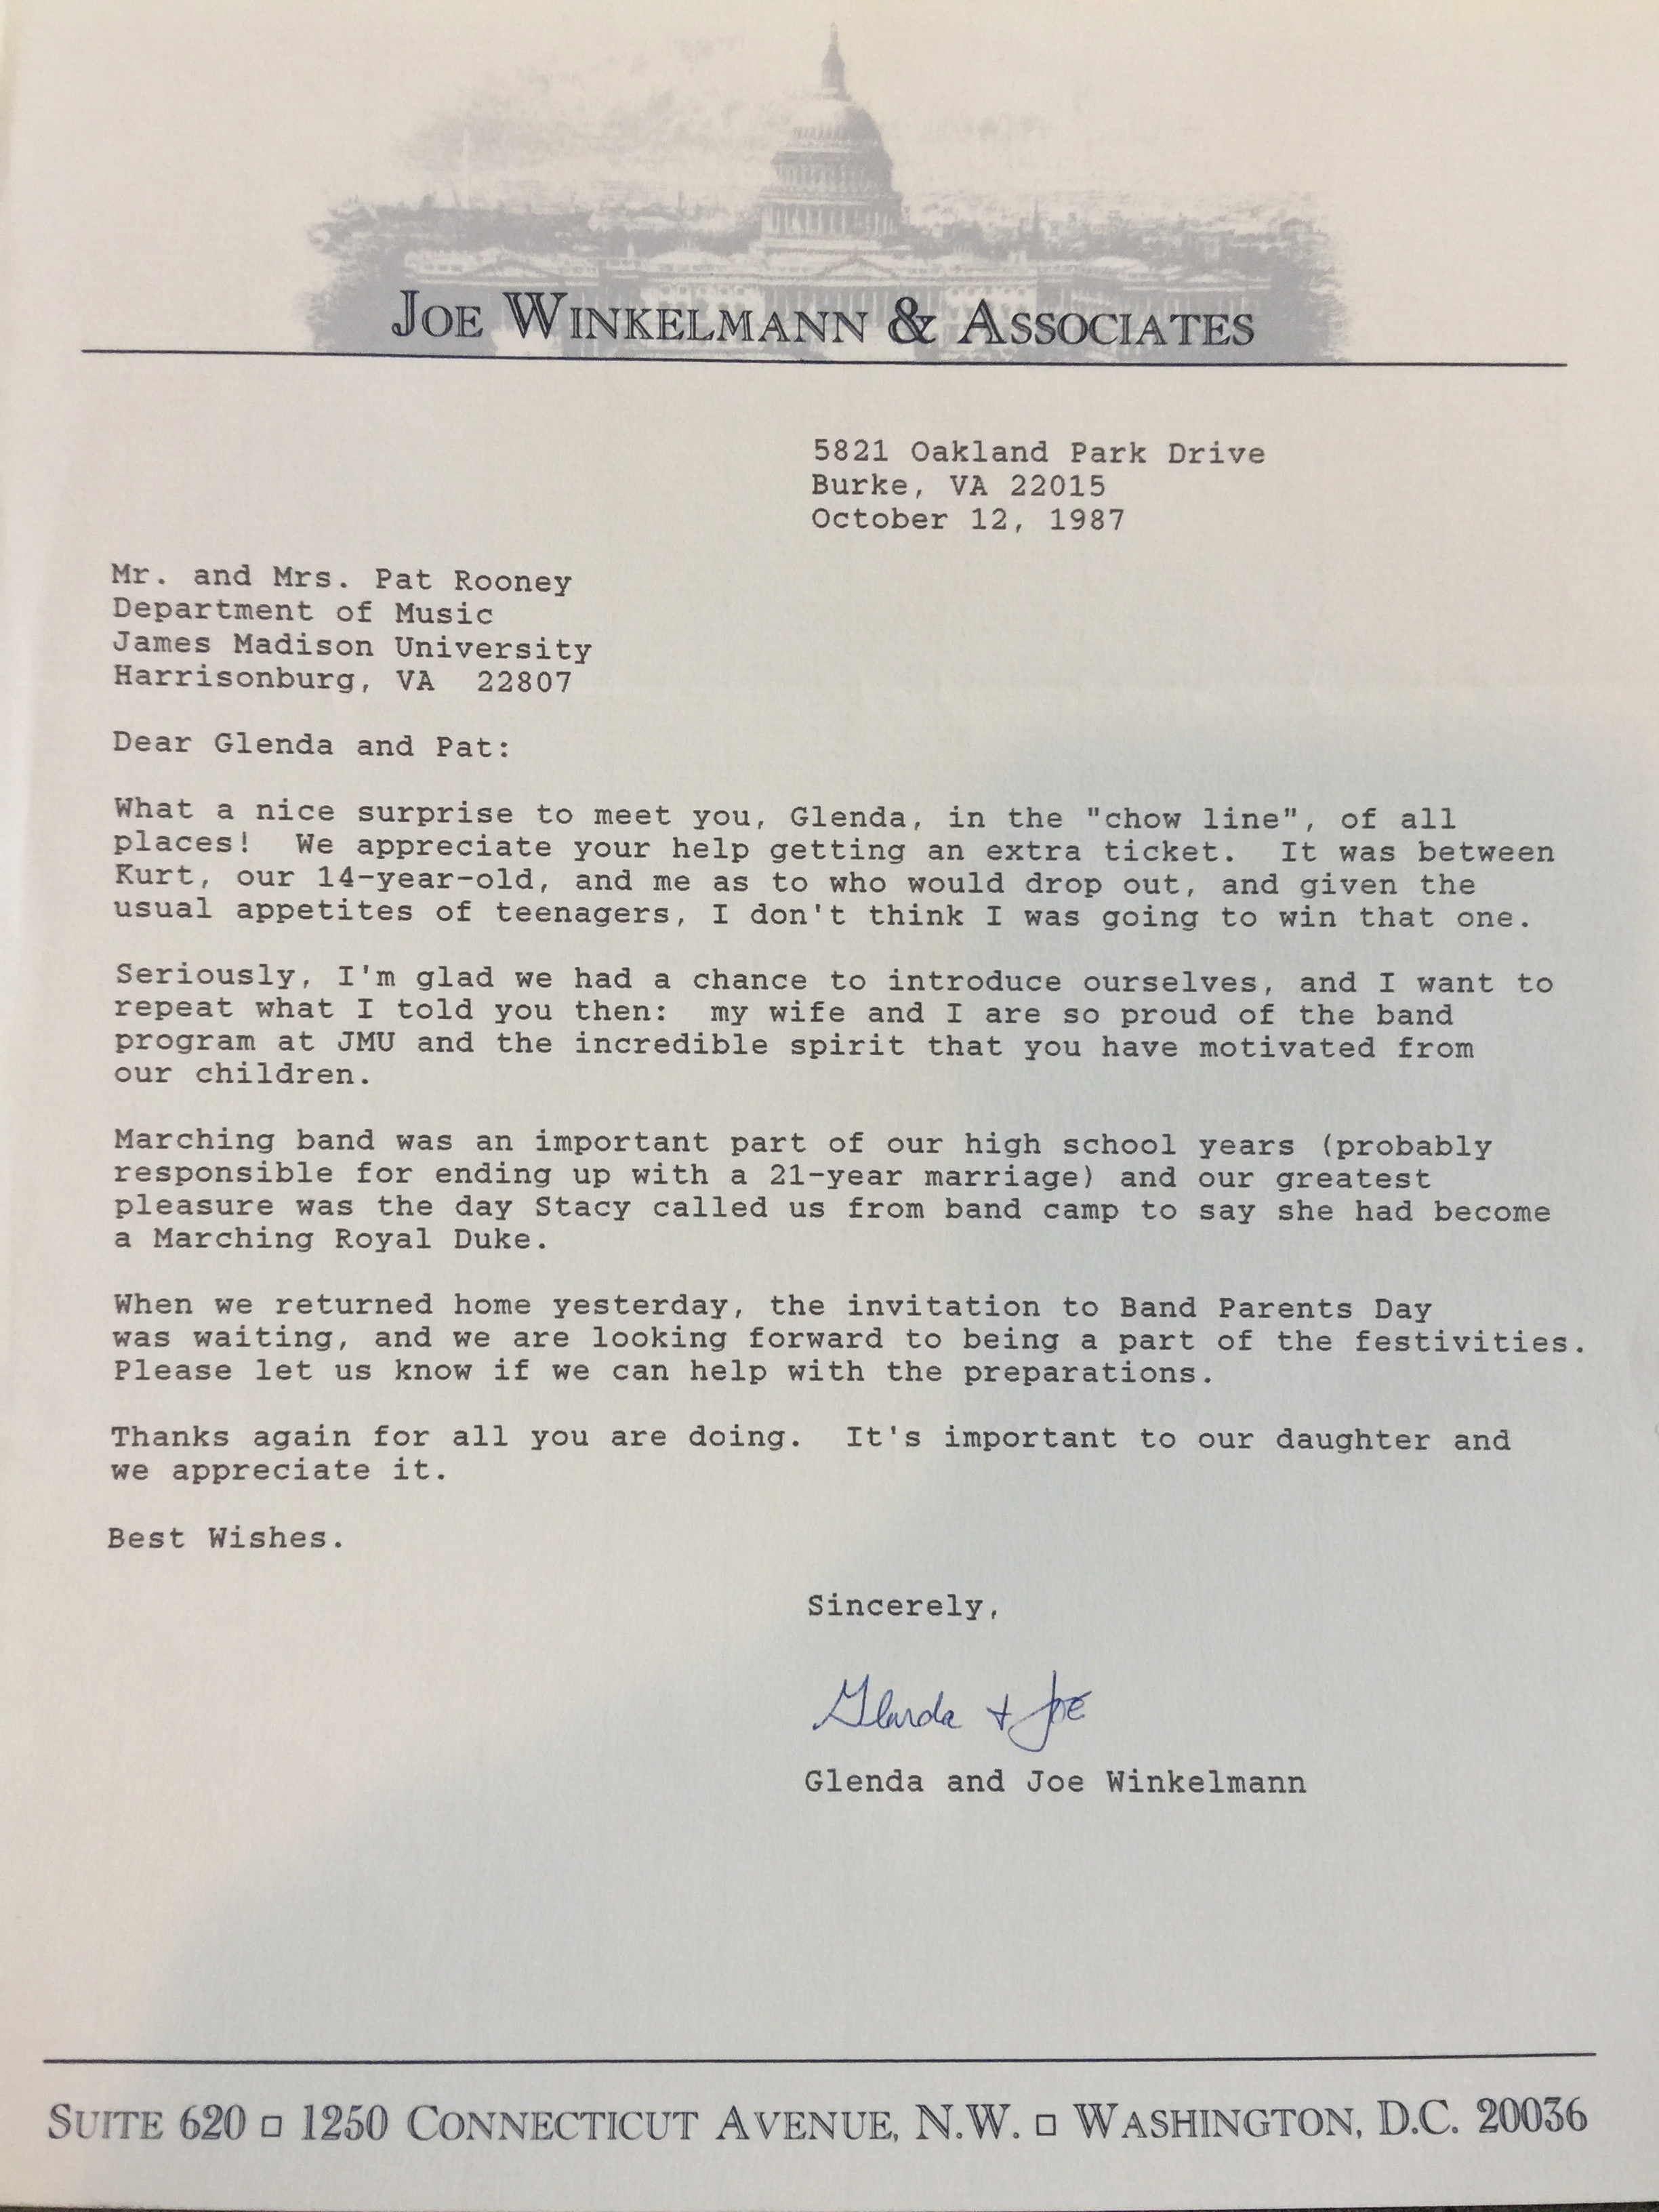 JOE WINKELMANN & ASSOCIATES
5821 Oakland Park Drive
Burke, VA 22015
October 12, 1987
Mr. and Mrs. Pat Rooney
Department of Music
James Madison University
Harrisonburg, VA  22807
Dear Glenda and Pat:
What a nice surprise to meet you, Glenda, in the "chow line", of all
places!  We appreciate your help getting an extra ticket.  It was between
Kurt, our 14-year-old, and me as to who would drop out, and given the
usual appetites of teenagers, I don't think I was going to win that one.
Seriously, I'm glad we had a chance to introduce ourselves, and I want to
repeat what I told you then:  my wife and I are so proud of the band
program at JMU and the incredible spirit that you have motivated from
our children.
Marching band was an important part of our high school years (probably
responsible for ending up with a 21-year marriage) and our greatest
pleasure was the day Stacy called us from band camp to say she had become
a Marching Royal Duke.
When we returned home yesterday, the invitation to Band Parents Day
was waiting, and we are looking forward to being a part of the festivities.
Please let us know if we can help with the preparations.
Thanks again for all you are doing.  It's important to our daughter and
we appreciate it.
Best Wishes.
Sincerely,
Glenda + Joe
Glenda and Joe Winkelmann
SUITE 620 □ 1250 CONNECTICUT AVENUE, N.W. □ WASHINGTON, D.C. 20036